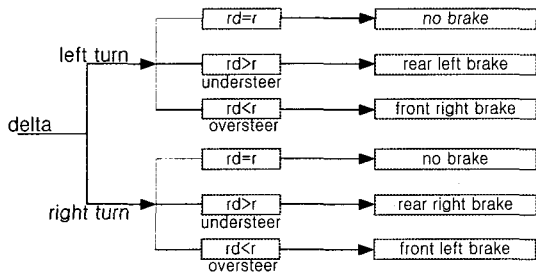 rd=r no brake
left turn rd>r rear left brake
understeer
rd<r front right brake
oversteer
delta
rd=r no brake
right turn rd>r rear right brake
understeer
rd<r front left brake
oversteer